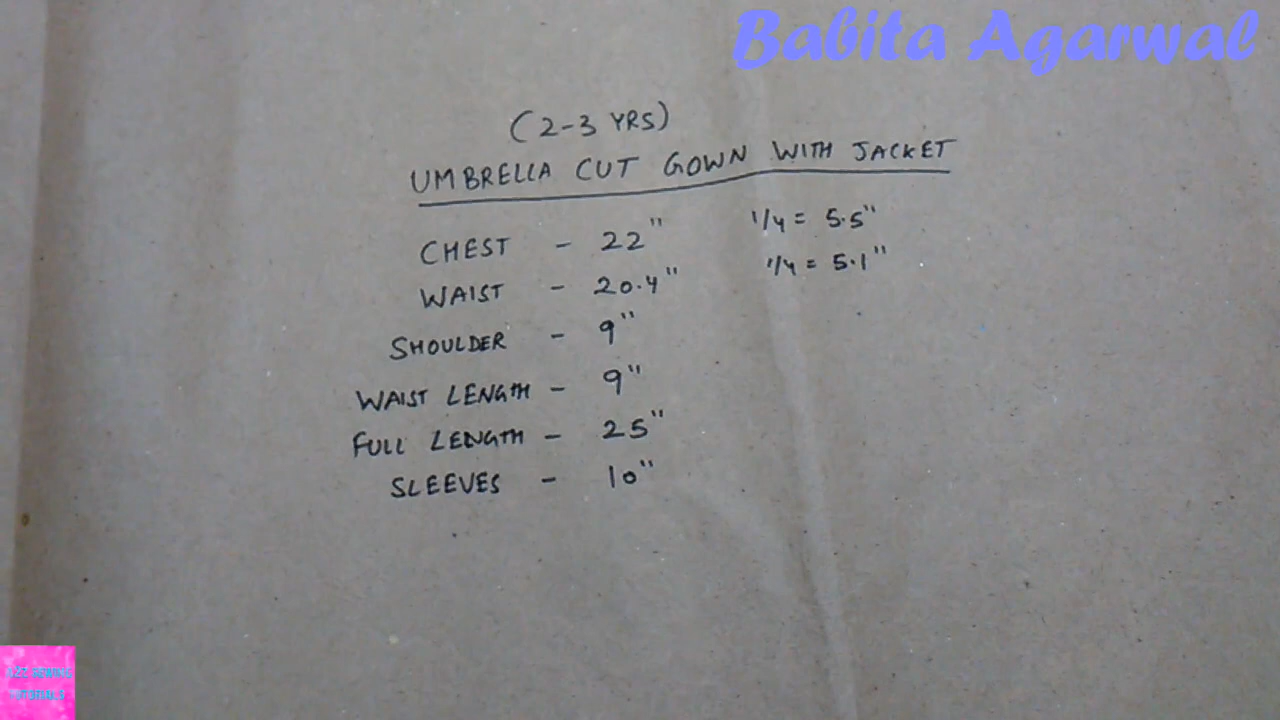 Babita Agarwal
(2-3 YRS)
UMBRELLA CUT GOWN WITH JACKET
CHEST - 22" 1/4 = 5.5"
WAIST - 20.4" 1/4 = 5.1"
SHOULDER - 9"
WAIST LENGTH - 9"
FULL LENGTH - 25"
SLEEVES - 10"